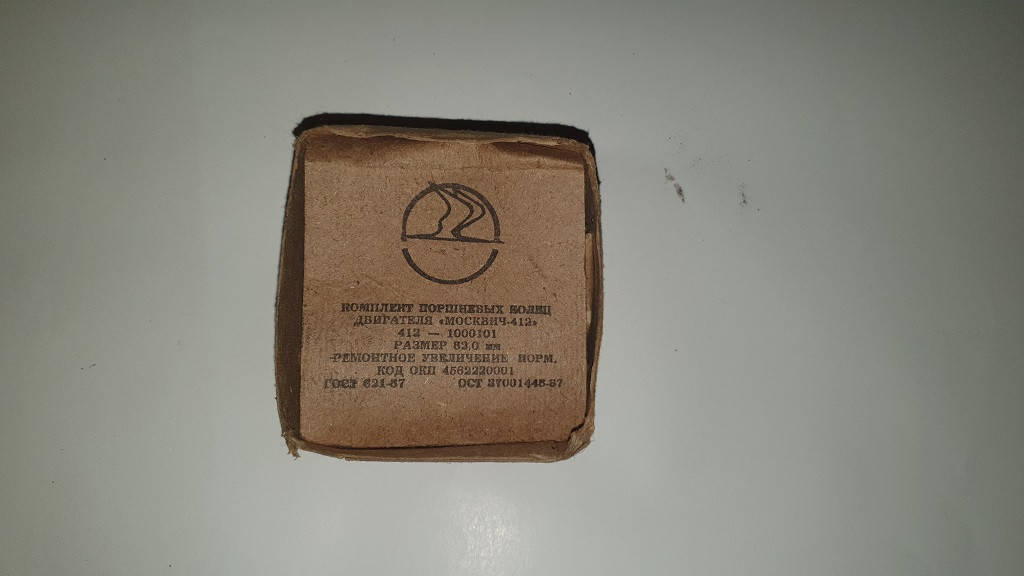 КОМПЛЕКТ ПОРШНЕВЫХ КОЛЕЦ
ДВИГАТЕЛЯ «МОСКВИЧ-412»
412 — 1000101
РАЗМЕР 82,0 мм
РЕМОНТНОЕ УВЕЛИЧЕНИЕ НОРМ.
КОД ОКП 4562220001
ГОСТ 621-87 ОСТ 37001445-87